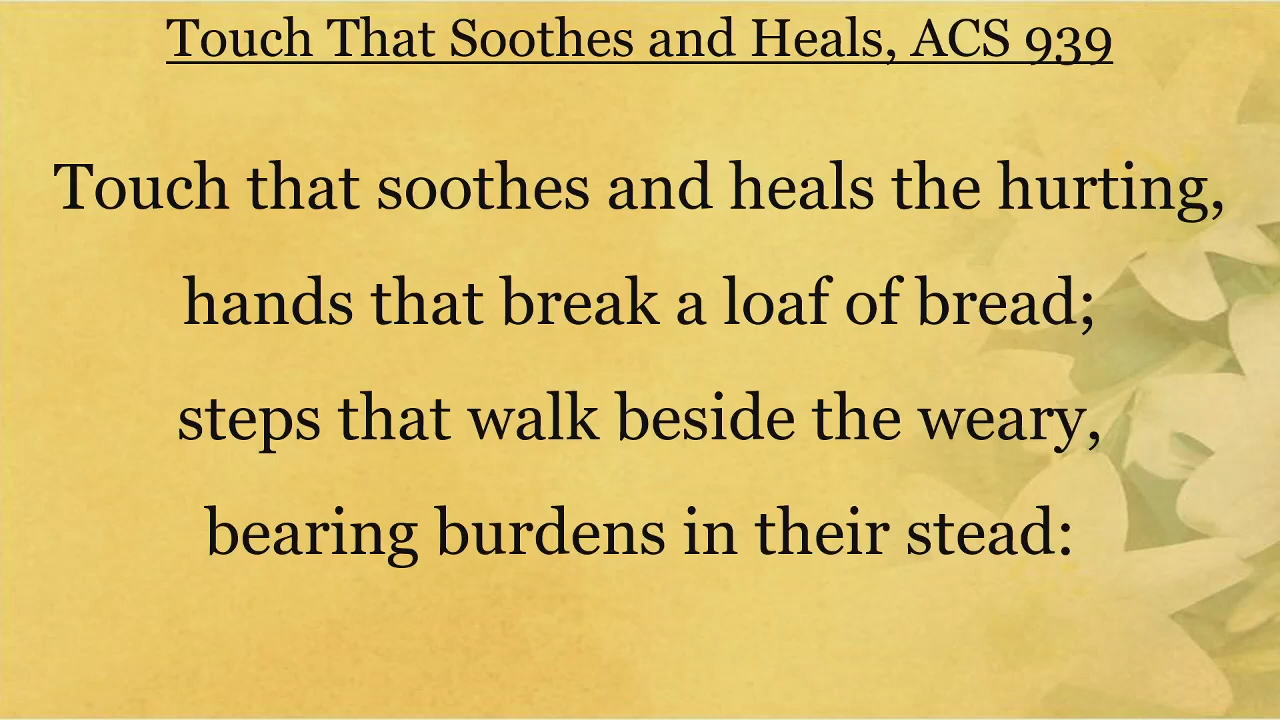 Touch That Soothes and Heals, ACS 939
Touch that soothes and heals the hurting,
hands that break a loaf of bread;
steps that walk beside the weary,
bearing burdens in their stead: